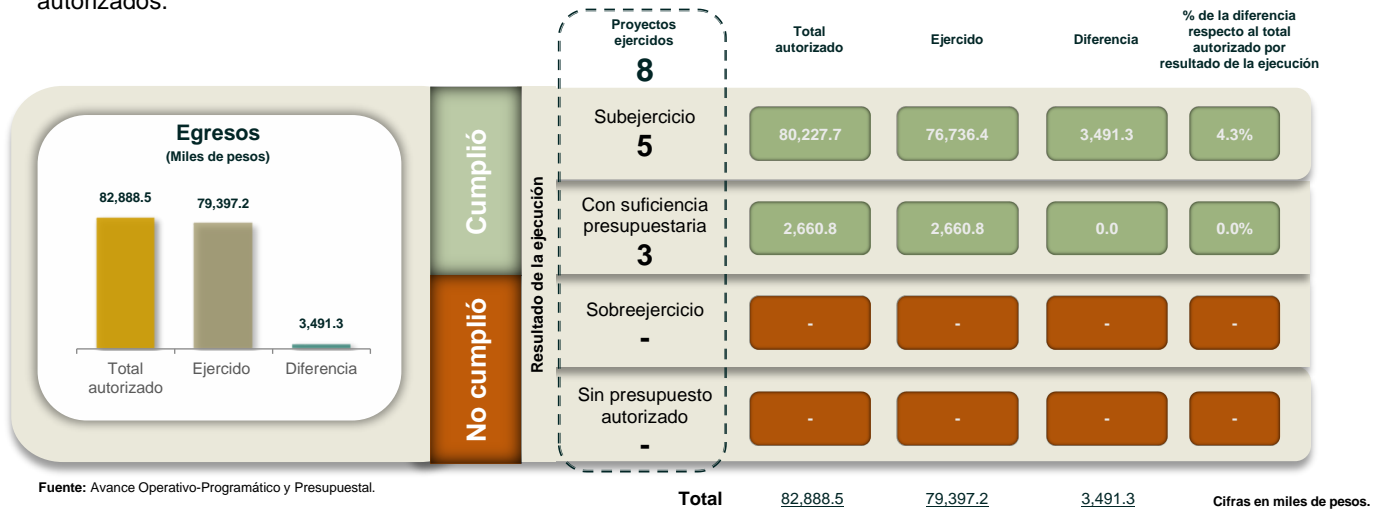 autorizados.
Proyectos
ejercidos
8
Total
autorizado
Ejercido
Diferencia
% de la diferencia
respecto al total
autorizado por
resultado de la ejecución
Egresos
(Miles de pesos)
82,888.5
79,397.2
3,491.3
Total
autorizado
Ejercido
Diferencia
Cumplió
No cumplió
Resultado de la ejecución
Subejercicio
5
80,227.7
76,736.4
3,491.3
4.3%
Con suficiencia
presupuestaria
3
2,660.8
2,660.8
0.0
0.0%
Sobreejercicio
-
-
-
-
-
Sin presupuesto
autorizado
-
-
-
-
-
Fuente: Avance Operativo-Programático y Presupuestal.
Total
82,888.5
79,397.2
3,491.3
Cifras en miles de pesos.